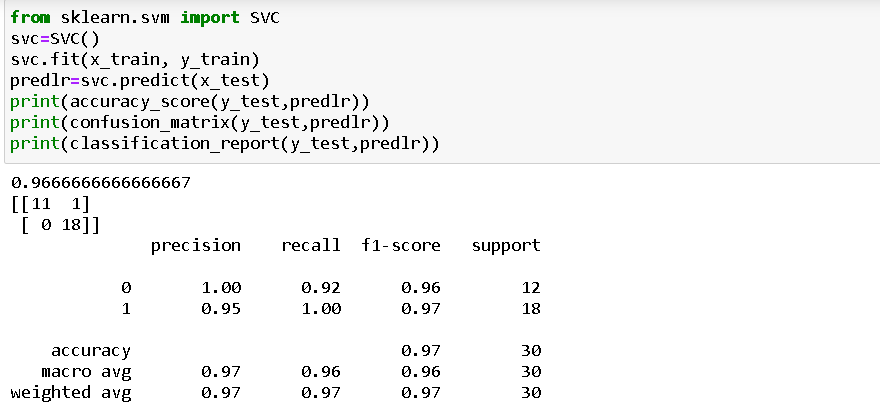 from sklearn.svm import SVC
svc=SVC()
svc.fit(x_train, y_train)
predlr=svc.predict(x_test)
print(accuracy_score(y_test,predlr))
print(confusion_matrix(y_test,predlr))
print(classification_report(y_test,predlr))
0.9666666666666667
[[11  1]
 [ 0 18]]
              precision    recall  f1-score   support
           0       1.00      0.92      0.96        12
           1       0.95      1.00      0.97        18
    accuracy                           0.97        30
   macro avg       0.97      0.96      0.96        30
weighted avg       0.97      0.97      0.97        30